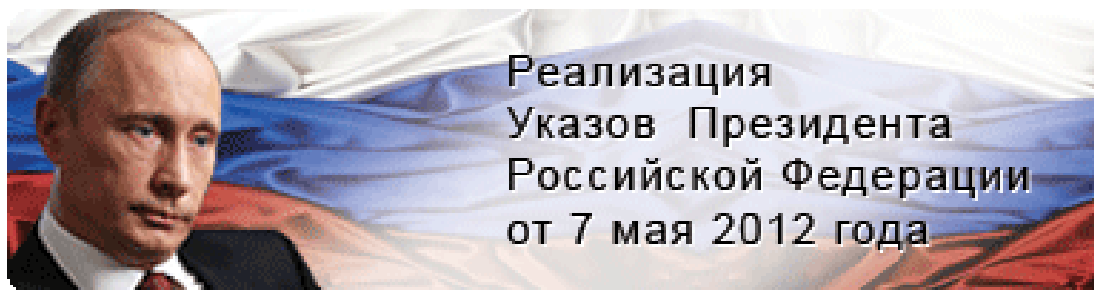 Реализация
Указов Президента
Российской Федерации
от 7 мая 2012 года